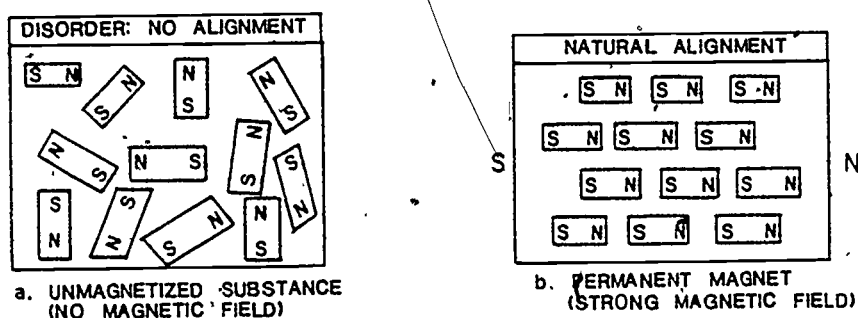 DISORDER: NO ALIGNMENT
S N
S N
N S
N S
N S
N S
N S
S N
S N
N S
S N
N S
a. UNMAGNETIZED SUBSTANCE
(NO MAGNETIC FIELD)
NATURAL ALIGNMENT
S N S N S N
S N S N S N
S N
S N S N S N
S N S N S N
b. PERMANENT MAGNET
(STRONG MAGNETIC FIELD)